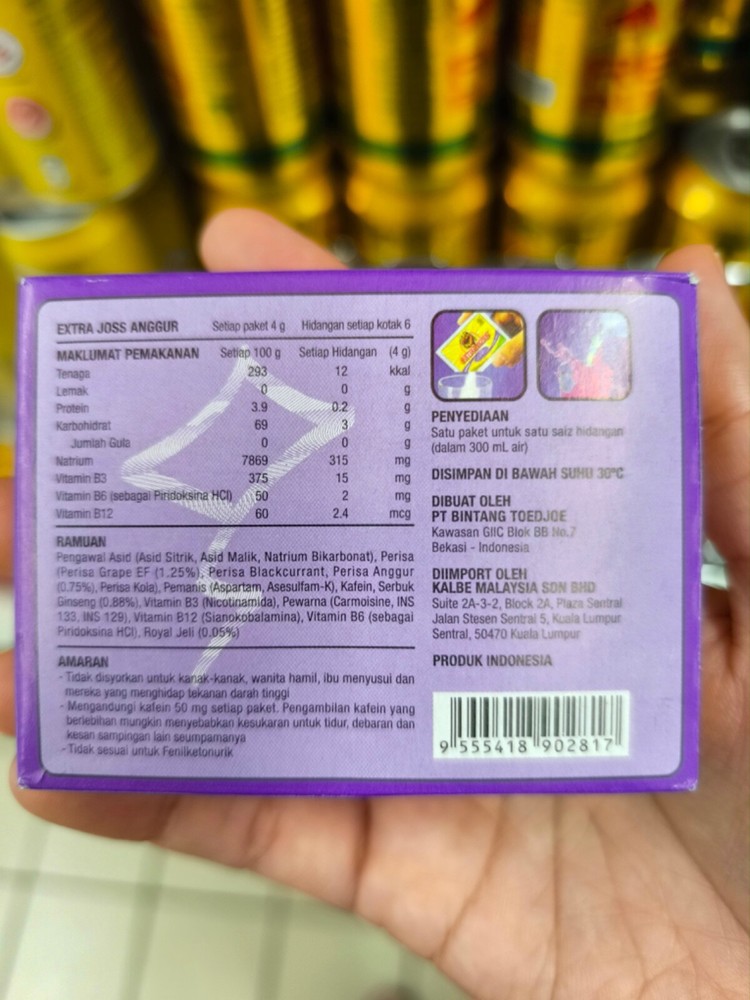 EXTRA JOSS ANGGUR Setiap paket 4 g Hidangan setiap kotak 6
MAKLUMAT PEMAKANAN Setiap 100 g Setiap Hidangan (4 g)
Tenaga 293 12 kkal
Lemak 0 0 g
Protein 3.9 0.2 g
Karbohidrat 69 3 g
Jumlah Gula 0 0 g
Natrium 7869 315 mg
Vitamin B3 375 15 mg
Vitamin B6 (sebagai Piridoksina HCl) 50 2 mg
Vitamin B12 60 2.4 mcg
RAMUAN
Pengawal Asid (Asid Sitrik, Asid Malik, Natrium Bikarbonat), Perisa
(Perisa Grape EF (1.25%), Perisa Blackcurrant, Perisa Anggur
(0.75%), Perisa Kola), Pemanis (Aspartam, Asesulfam-K), Kafein, Serbuk
Ginseng (0.88%), Vitamin B3 (Nicotinamida), Pewarna (Carmoisine, INS
133, INS 129), Vitamin B12 (Sianokobalamina), Vitamin B6 (sebagai
Piridoksina HCl), Royal Jeli (0.05%)
AMARAN
- Tidak disyorkan untuk kanak-kanak, wanita hamil, ibu menyusui dan
mereka yang menghidap tekanan darah tinggi
- Mengandungi kafein 50 mg setiap paket. Pengambilan kafein yang
berlebihan mungkin menyebabkan kesukaran untuk tidur, debaran dan
kesan sampingan lain seumpamanya
- Tidak sesuai untuk Fenilketonurik
PENYEDIAAN
Satu paket untuk satu saiz hidangan
(dalam 300 mL air)
DISIMPAN DI BAWAH SUHU 30°C
DIBUAT OLEH
PT BINTANG TOEDJOE
Kawasan GIIC Blok BB No.7
Bekasi - Indonesia
DIIMPORT OLEH
KALBE MALAYSIA SDN BHD
Suite 2A-3-2, Block 2A, Plaza Sentral
Jalan Stesen Sentral 5, Kuala Lumpur
Sentral, 50470 Kuala Lumpur
PRODUK INDONESIA
9 555418 902817